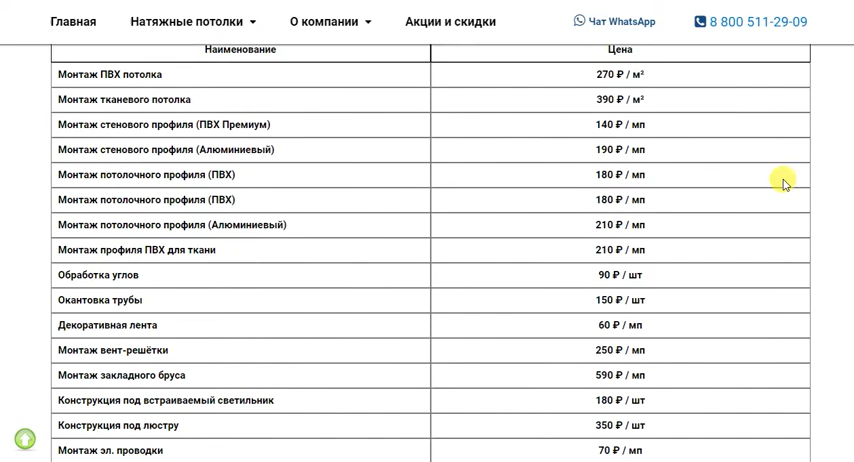 Главная Натяжные потолки О компании Акции и скидки Чат WhatsApp 8 800 511-29-09
Наименование Цена
Монтаж ПВХ потолка 270 ₽ / м²
Монтаж тканевого потолка 390 ₽ / м²
Монтаж стенового профиля (ПВХ Премиум) 140 ₽ / мп
Монтаж стенового профиля (Алюминиевый) 190 ₽ / мп
Монтаж потолочного профиля (ПВХ) 180 ₽ / мп
Монтаж потолочного профиля (ПВХ) 180 ₽ / мп
Монтаж потолочного профиля (Алюминиевый) 210 ₽ / мп
Монтаж профиля ПВХ для ткани 210 ₽ / мп
Обработка углов 90 ₽ / шт
Окантовка трубы 150 ₽ / шт
Декоративная лента 60 ₽ / мп
Монтаж вент-решётки 250 ₽ / мп
Монтаж закладного бруса 590 ₽ / мп
Конструкция под встраиваемый светильник 180 ₽ / шт
Конструкция под люстру 350 ₽ / шт
Монтаж эл. проводки 70 ₽ / мп